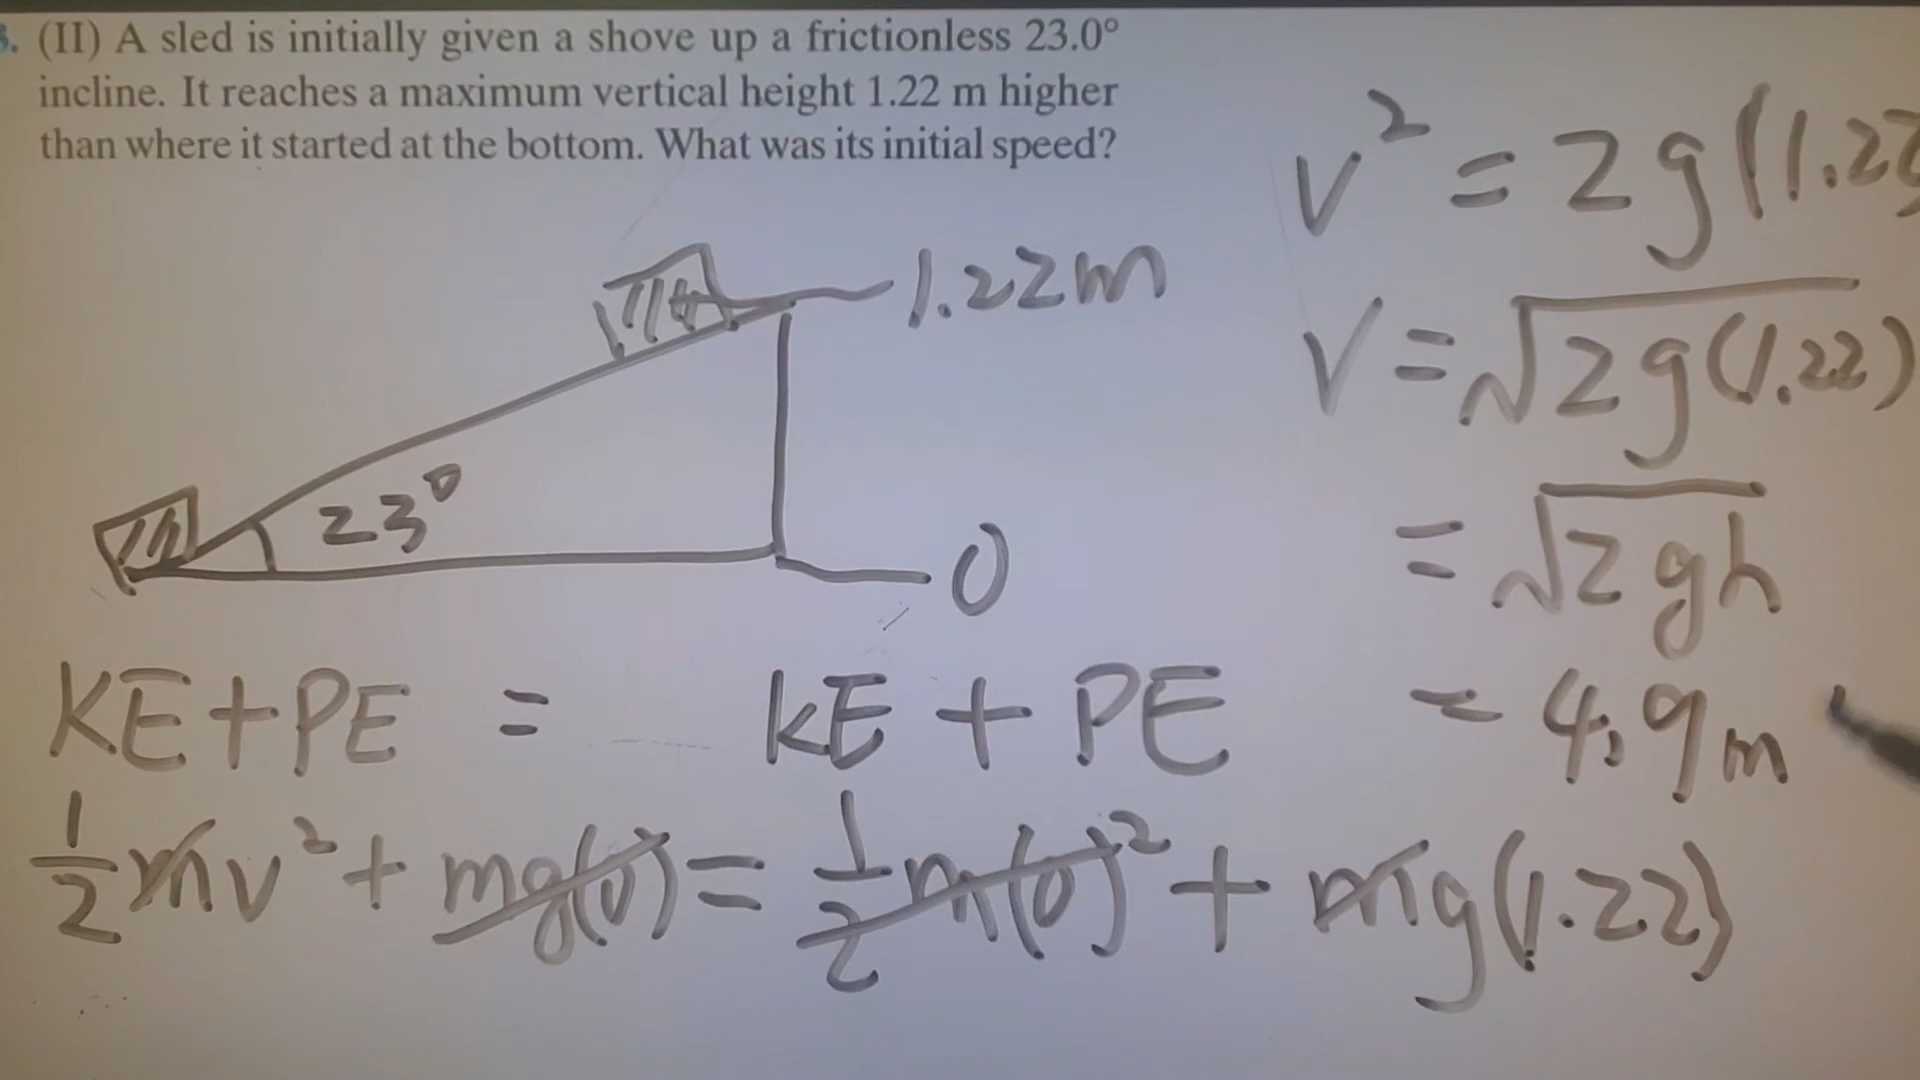 (II) A sled is initially given a shove up a frictionless 23.0°
incline. It reaches a maximum vertical height 1.22 m higher
than where it started at the bottom. What was its initial speed?
1.22m
23°
0
KE+PE = KE + PE
1/2 mv² + mg(0) = 1/2 m(0)² + mg(1.22)
v² = 2g(1.22
v = √2g(1.22)
= √2gh
= 4.9m